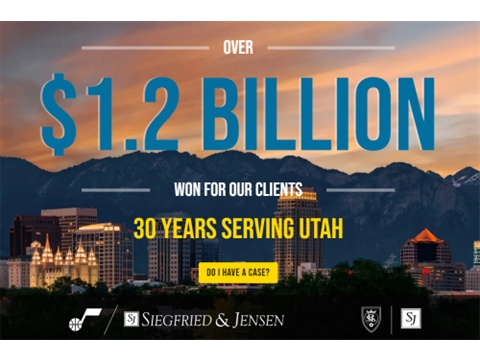 OVER
$1.2 BILLION
WON FOR OUR CLIENTS
30 YEARS SERVING UTAH
DO I HAVE A CASE?
SJ SIEGFRIED & JENSEN
SJ